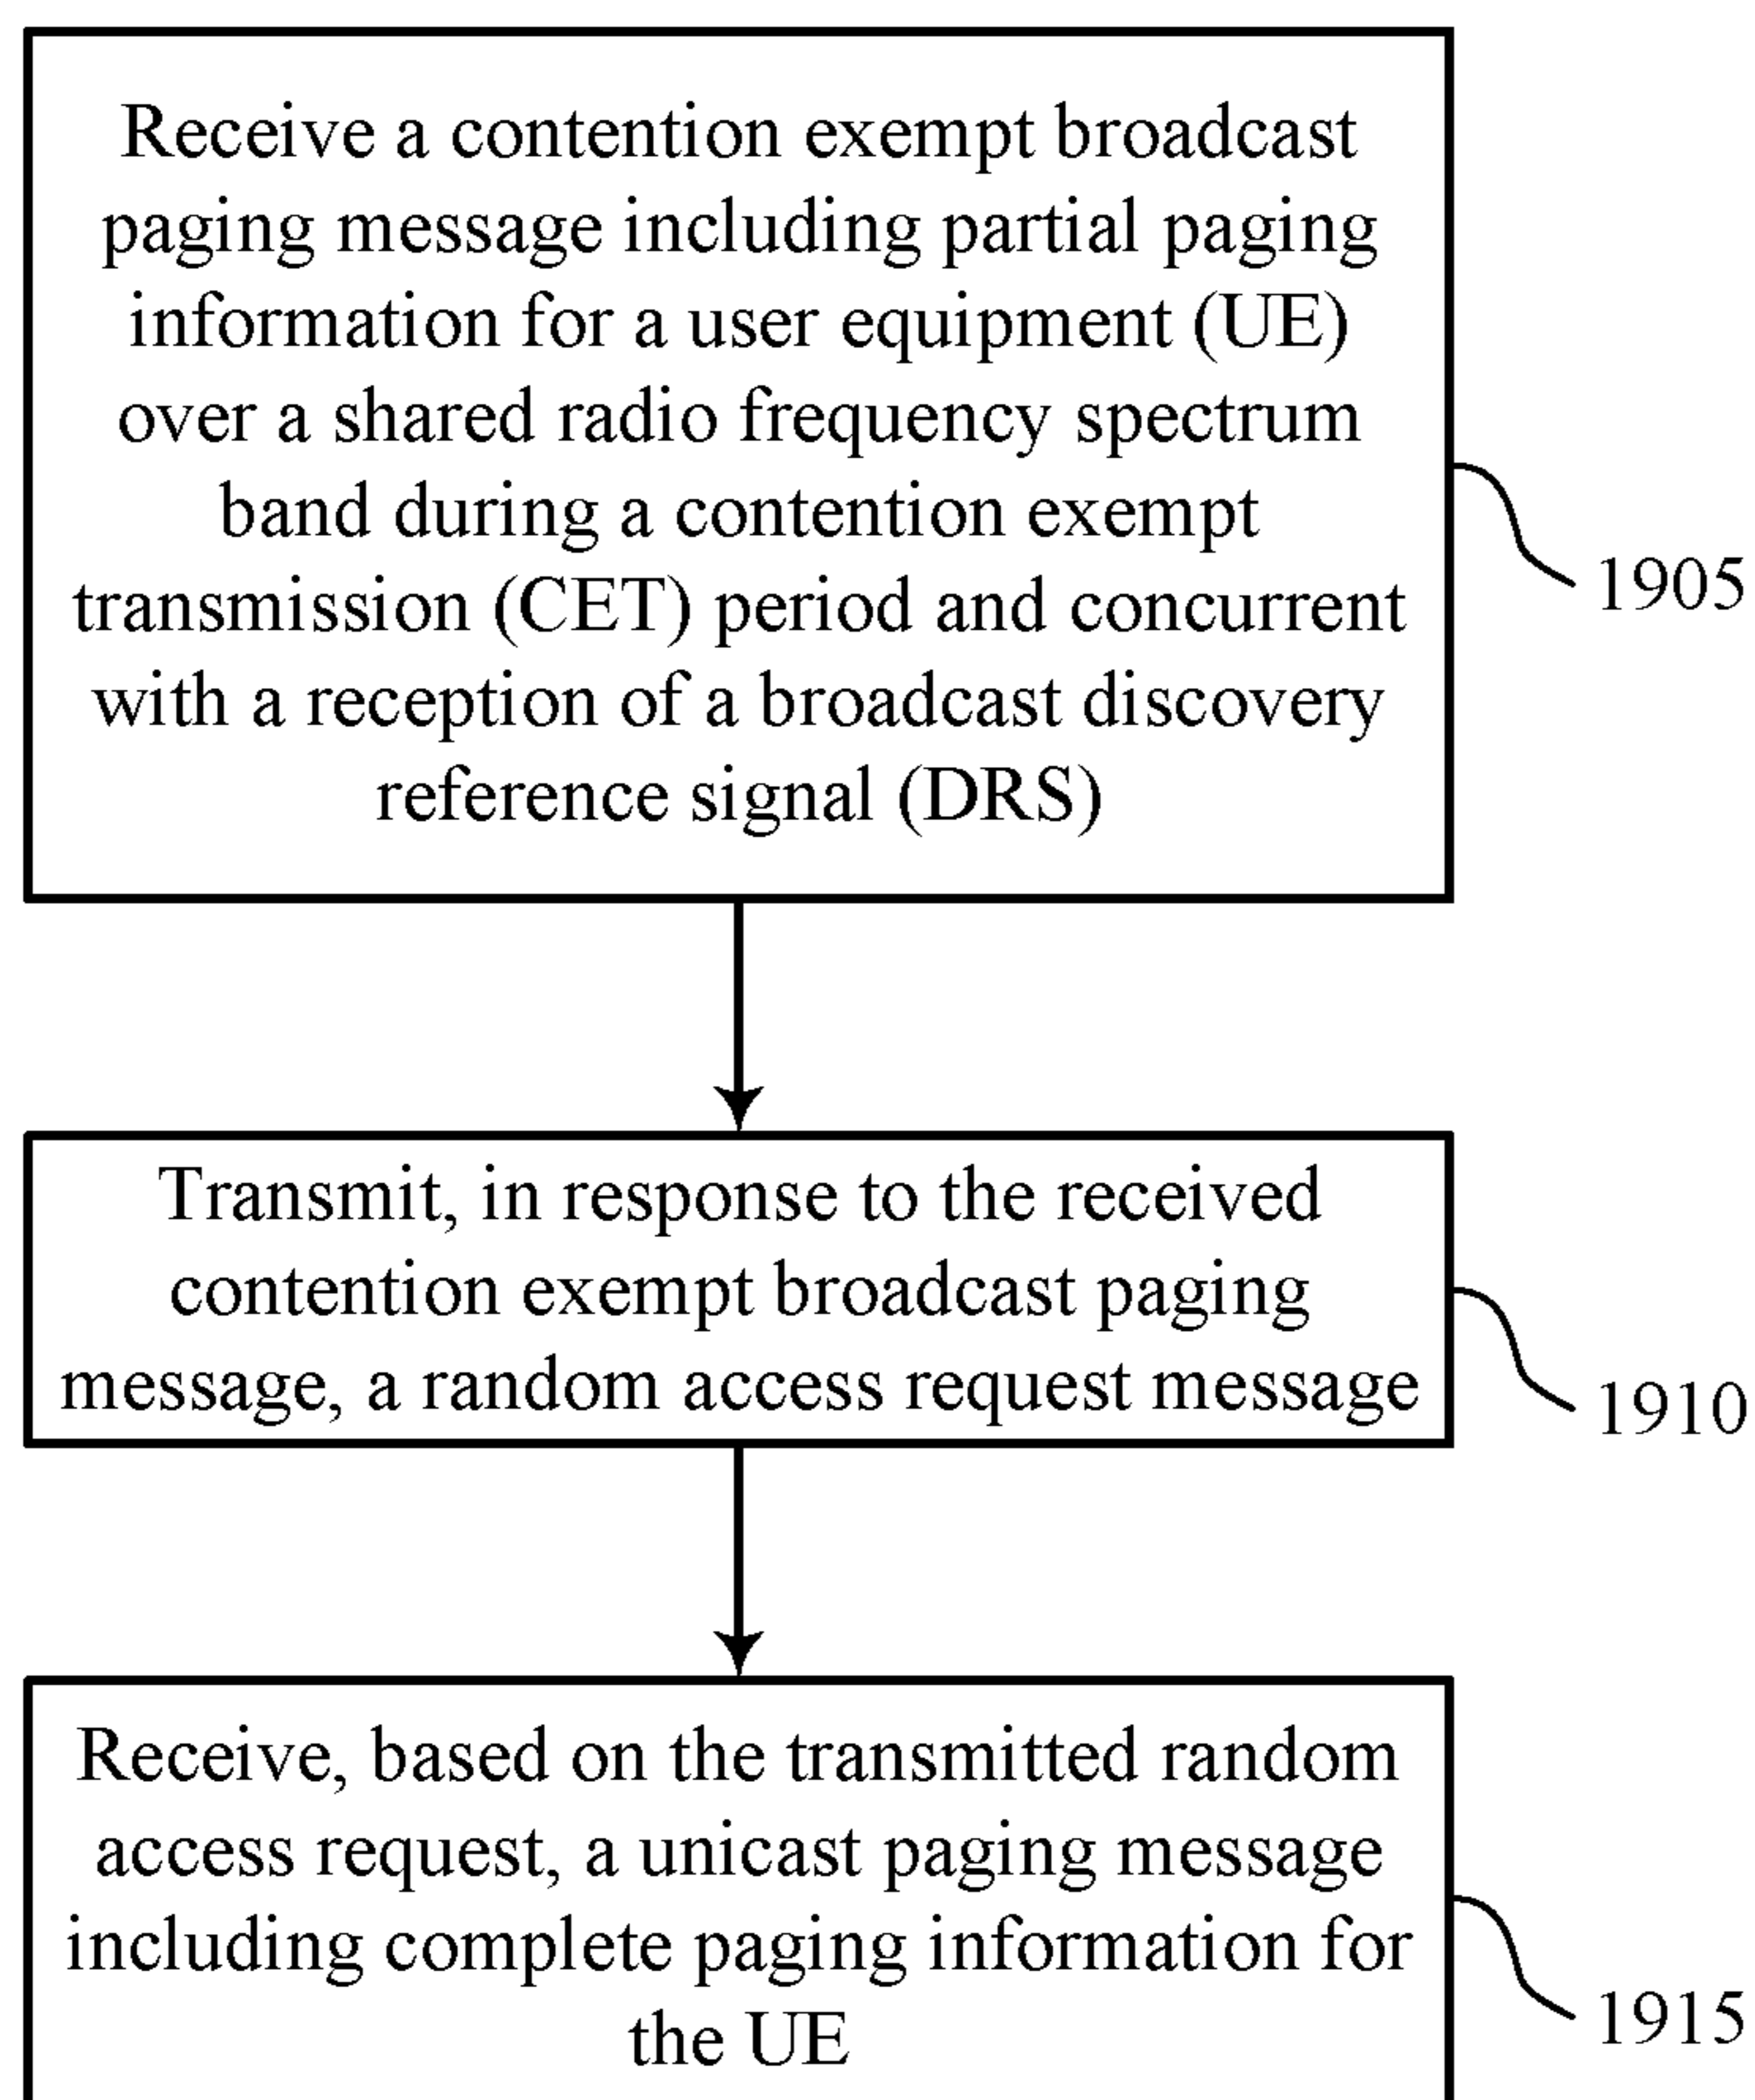 Receive a contention exempt broadcast
paging message including partial paging
information for a user equipment (UE)
over a shared radio frequency spectrum
band during a contention exempt
transmission (CET) period and concurrent
with a reception of a broadcast discovery
reference signal (DRS)
1905
Transmit, in response to the received
contention exempt broadcast paging
message, a random access request message
1910
Receive, based on the transmitted random
access request, a unicast paging message
including complete paging information for
the UE
1915